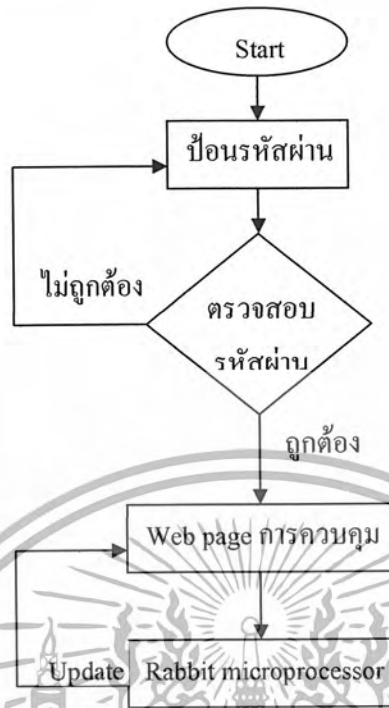 Start
ป้อนรหัสผ่าน
ไม่ถูกต้อง
ตรวจสอบ
รหัสผ่าน
ถูกต้อง
Web page การควบคุม
Update
Rabbit microprocessor